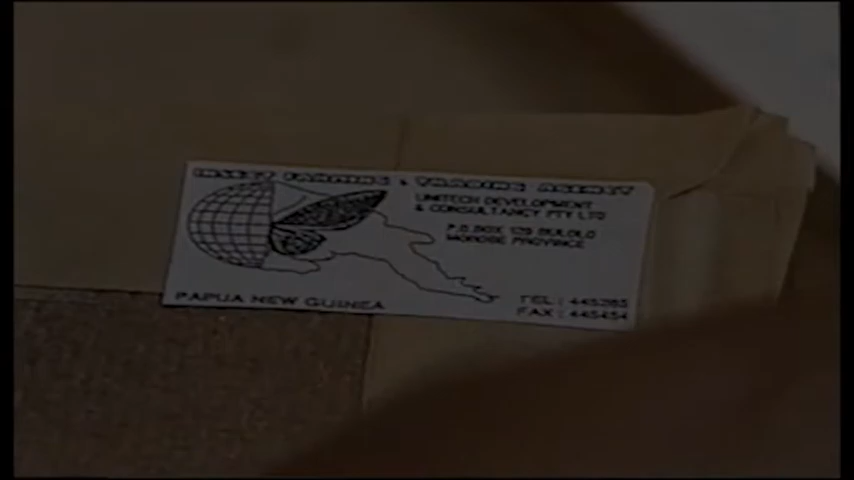 INSECT FARMING & TRADING AGENCY
UNITECH DEVELOPMENT
& CONSULTANCY PTY LTD
P.O.BOX 129 BULOLO
MOROBE PROVINCE
PAPUA NEW GUINEA
TEL : 445285
FAX : 445454